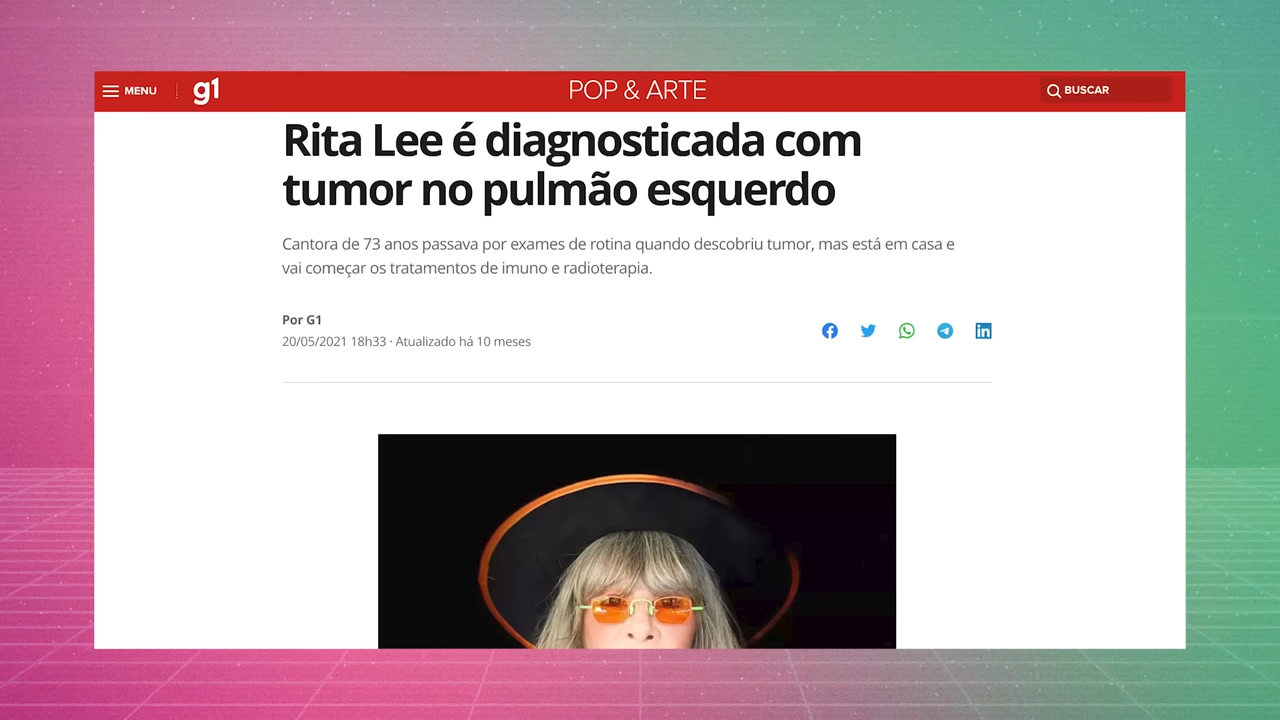 MENU
g1
POP & ARTE
BUSCAR
Rita Lee é diagnosticada com
tumor no pulmão esquerdo
Cantora de 73 anos passava por exames de rotina quando descobriu tumor, mas está em casa e
vai começar os tratamentos de imuno e radioterapia.
Por G1
20/05/2021 18h33 · Atualizado há 10 meses